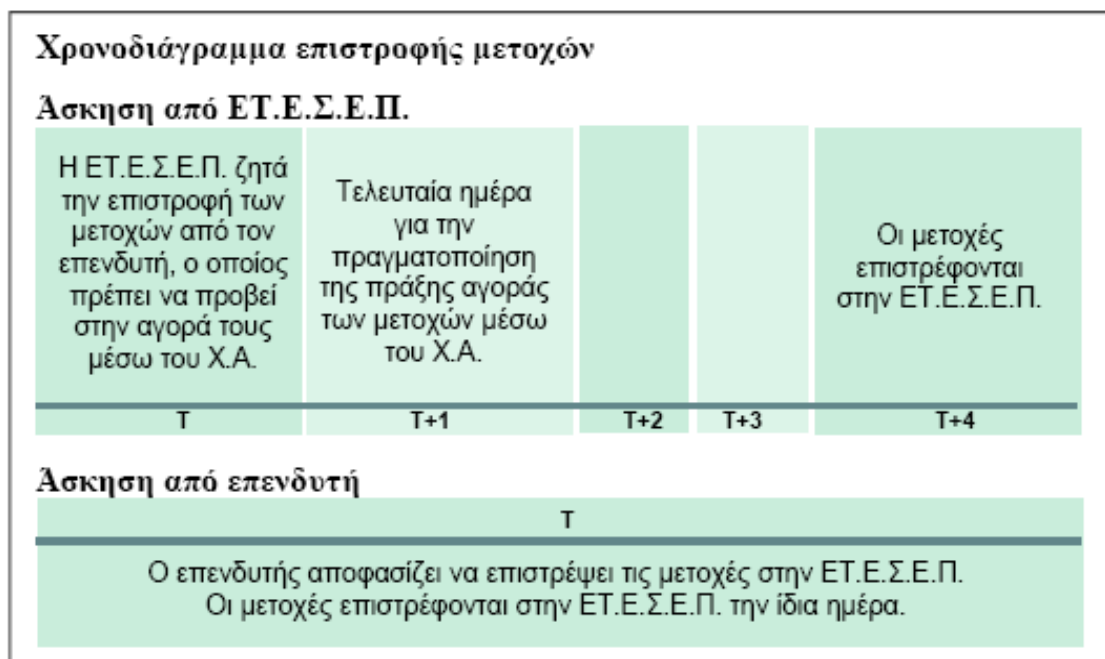 Χρονοδιάγραμμα επιστροφής μετοχών
Άσκηση από ΕΤ.Ε.Σ.Ε.Π.
Η ΕΤ.Ε.Σ.Ε.Π. ζητά
την επιστροφή των
μετοχών από τον
επενδυτή, ο οποίος
πρέπει να προβεί
στην αγορά τους
μέσω του Χ.Α.
Τελευταία ημέρα
για την
πραγματοποίηση
της πράξης αγοράς
των μετοχών μέσω
του Χ.Α.
Οι μετοχές
επιστρέφονται
στην ΕΤ.Ε.Σ.Ε.Π.
T
T+1
T+2
T+3
T+4
Άσκηση από επενδυτή
T
Ο επενδυτής αποφασίζει να επιστρέψει τις μετοχές στην ΕΤ.Ε.Σ.Ε.Π.
Οι μετοχές επιστρέφονται στην ΕΤ.Ε.Σ.Ε.Π. την ίδια ημέρα.